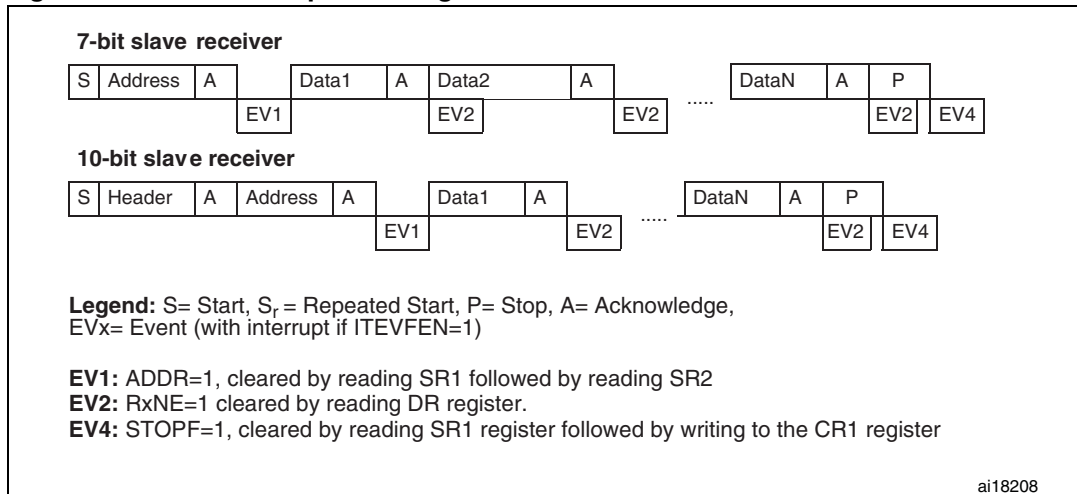 7-bit slave receiver
S Address A Data1 A Data2 A ..... DataN A P
EV1 EV2 EV2 EV2 EV4
10-bit slave receiver
S Header A Address A Data1 A ..... DataN A P
EV1 EV2 EV2 EV4
Legend: S= Start, Sr = Repeated Start, P= Stop, A= Acknowledge,
EVx= Event (with interrupt if ITEVFEN=1)
EV1: ADDR=1, cleared by reading SR1 followed by reading SR2
EV2: RxNE=1 cleared by reading DR register.
EV4: STOPF=1, cleared by reading SR1 register followed by writing to the CR1 register
ai18208